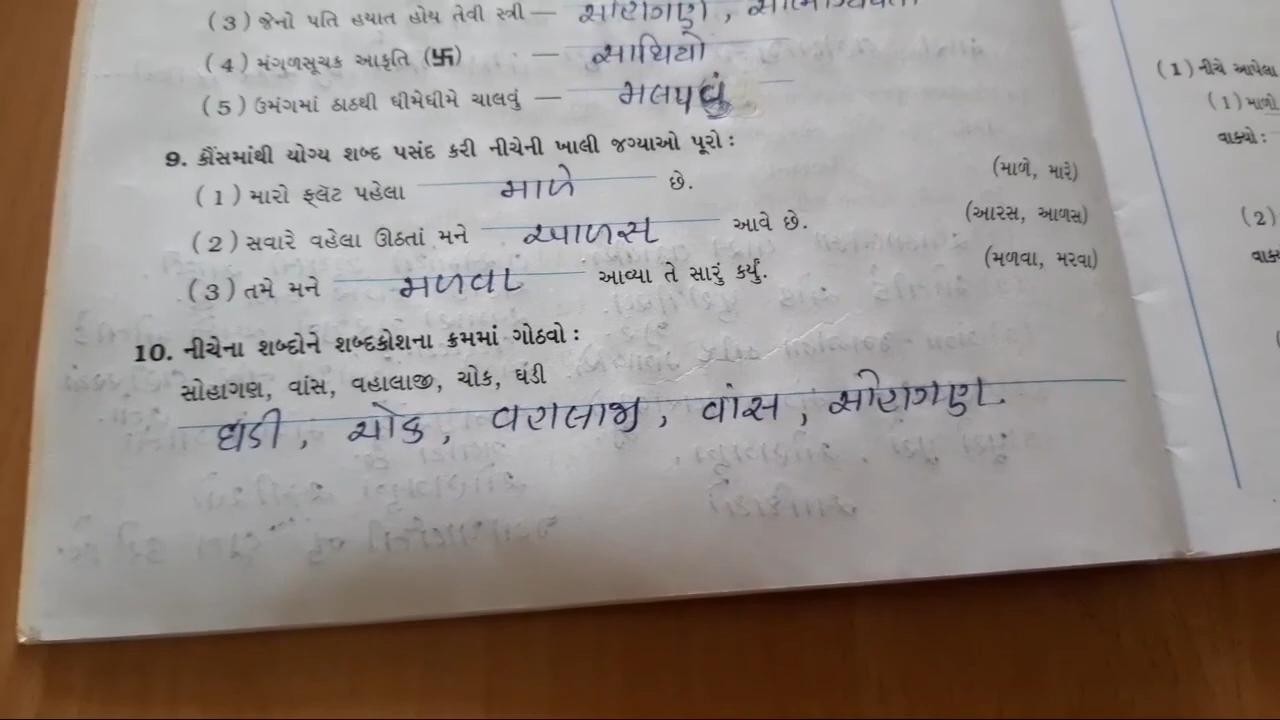 (3) જેનો પતિ હયાત હોય તેવી સ્ત્રી — સોહાગણ,
(4) મંગળસૂચક આકૃતિ (卐) — સાથિયો
(5) ઉમંગમાં ઠાઠથી ધીમેધીમે ચાલવું — મલપવું
9. કૌંસમાંથી યોગ્ય શબ્દ પસંદ કરી નીચેની ખાલી જગ્યાઓ પૂરો :
(1) મારો ફ્લૅટ પહેલા માળે છે. (માળે, મારે)
(2) સવારે વહેલા ઊઠતાં મને આળસ આવે છે. (આરસ, આળસ)
(3) તમે મને મળવા આવ્યા તે સારું કર્યું. (મળવા, મરવા)
10. નીચેના શબ્દોને શબ્દકોશના ક્રમમાં ગોઠવો :
સોહાગણ, વાંસ, વહાલાજી, ચોક, ઘંડી
ઘંડી, ચોક, વહાલાજી, વાંસ, સોહાગણ.
(1) નીચે આપેલા
(1) માળો
વાક્યો :
(2)